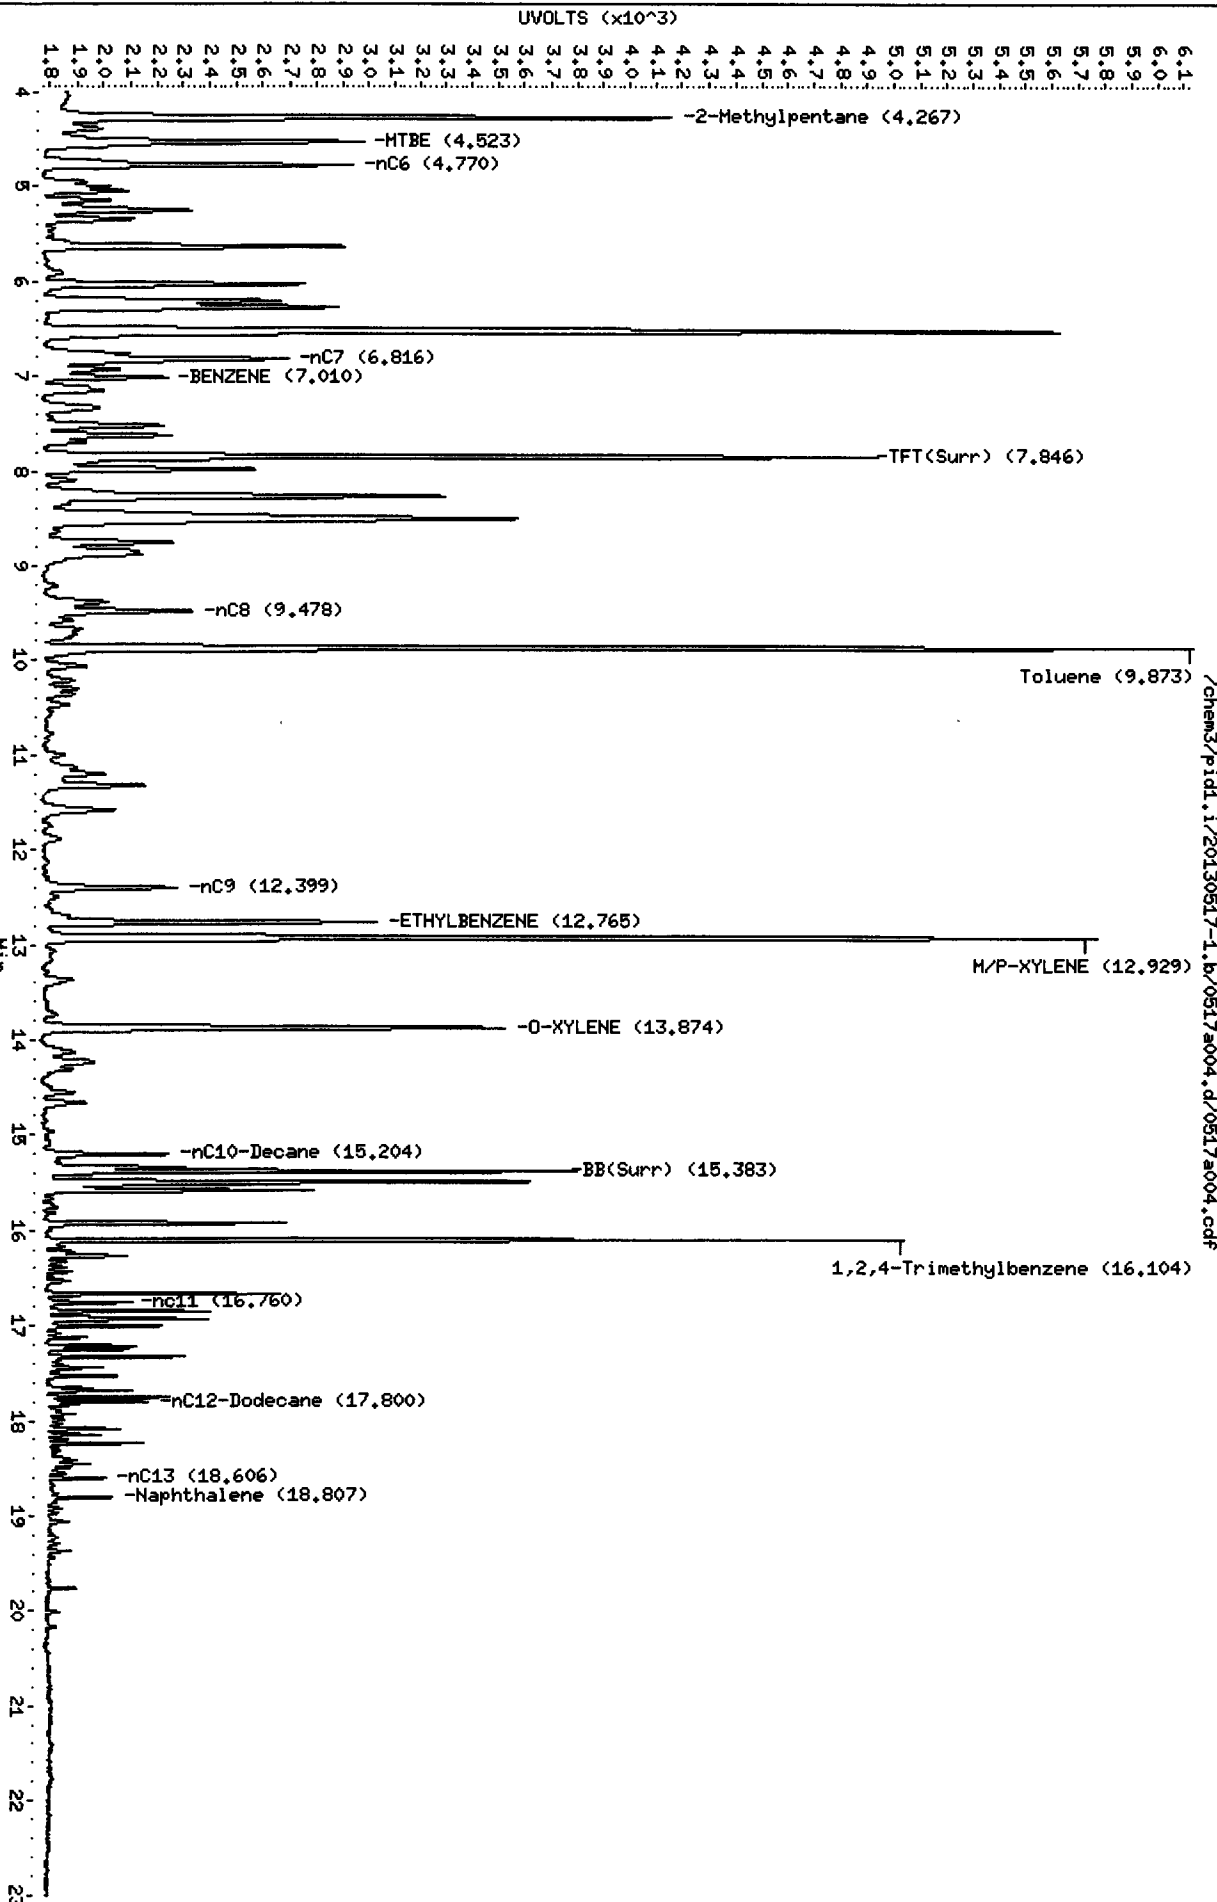 UVOLTS (x10^3)
1.8
1.9
2.0
2.1
2.2
2.3
2.4
2.5
2.6
2.7
2.8
2.9
3.0
3.1
3.2
3.3
3.4
3.5
3.6
3.7
3.8
3.9
4.0
4.1
4.2
4.3
4.4
4.5
4.6
4.7
4.8
4.9
5.0
5.1
5.2
5.3
5.4
5.5
5.6
5.7
5.8
5.9
6.0
6.1
/chem3/pid1.i/20130517-1.b/0517a004.d/0517a004.cdf
4
-2-Methylpentane (4.267)
-MTBE (4.523)
-nC6 (4.770)
5
6
-nC7 (6.816)
7
-BENZENE (7.010)
-TFT(Surr) (7.846)
8
9
-nC8 (9.478)
10
Toluene (9.873)
11
12
-nC9 (12.399)
-ETHYLBENZENE (12.765)
13
Min
M/P-XYLENE (12.929)
-O-XYLENE (13.874)
14
15
-nC10-Decane (15.204)
-BB(Surr) (15.383)
16
1,2,4-Trimethylbenzene (16.104)
-nc11 (16.760)
17
-nC12-Dodecane (17.800)
18
-nC13 (18.606)
-Naphthalene (18.807)
19
20
21
22